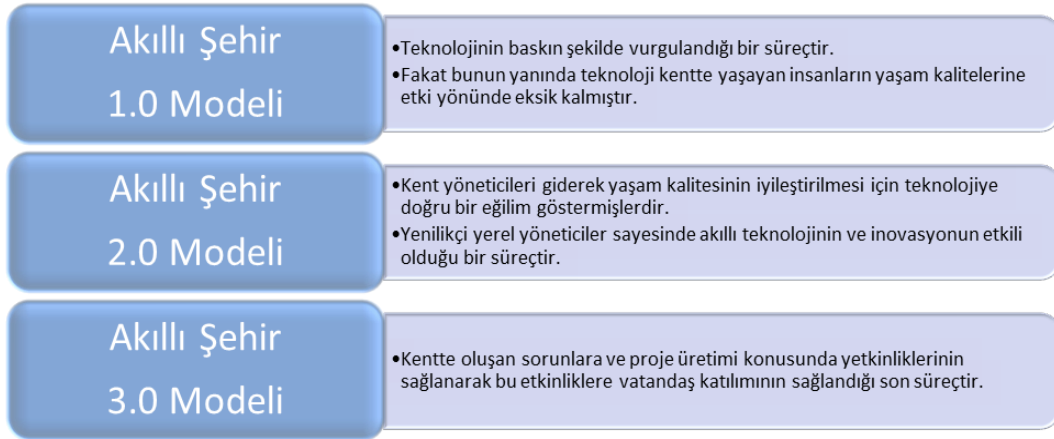 Akıllı Şehir
1.0 Modeli
•Teknolojinin baskın şekilde vurgulandığı bir süreçtir.
•Fakat bunun yanında teknoloji kentte yaşayan insanların yaşam kalitelerine
etki yönünde eksik kalmıştır.
Akıllı Şehir
2.0 Modeli
•Kent yöneticileri giderek yaşam kalitesinin iyileştirilmesi için teknolojiye
doğru bir eğilim göstermişlerdir.
•Yenilikçi yerel yöneticiler sayesinde akıllı teknolojinin ve inovasyonun etkili
olduğu bir süreçtir.
Akıllı Şehir
3.0 Modeli
•Kentte oluşan sorunlara ve proje üretimi konusunda yetkinliklerinin
sağlanarak bu etkinliklere vatandaş katılımının sağlandığı son süreçtir.